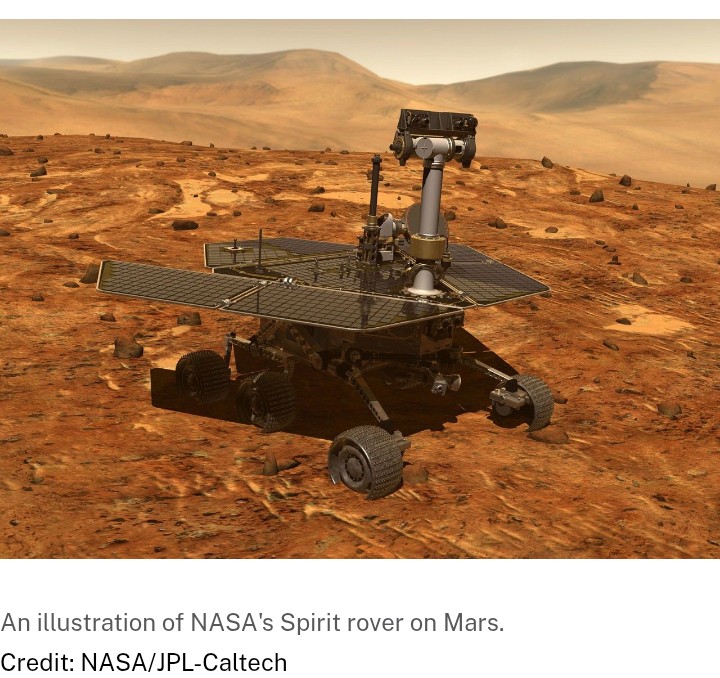 An illustration of NASA's Spirit rover on Mars.
Credit: NASA/JPL-Caltech